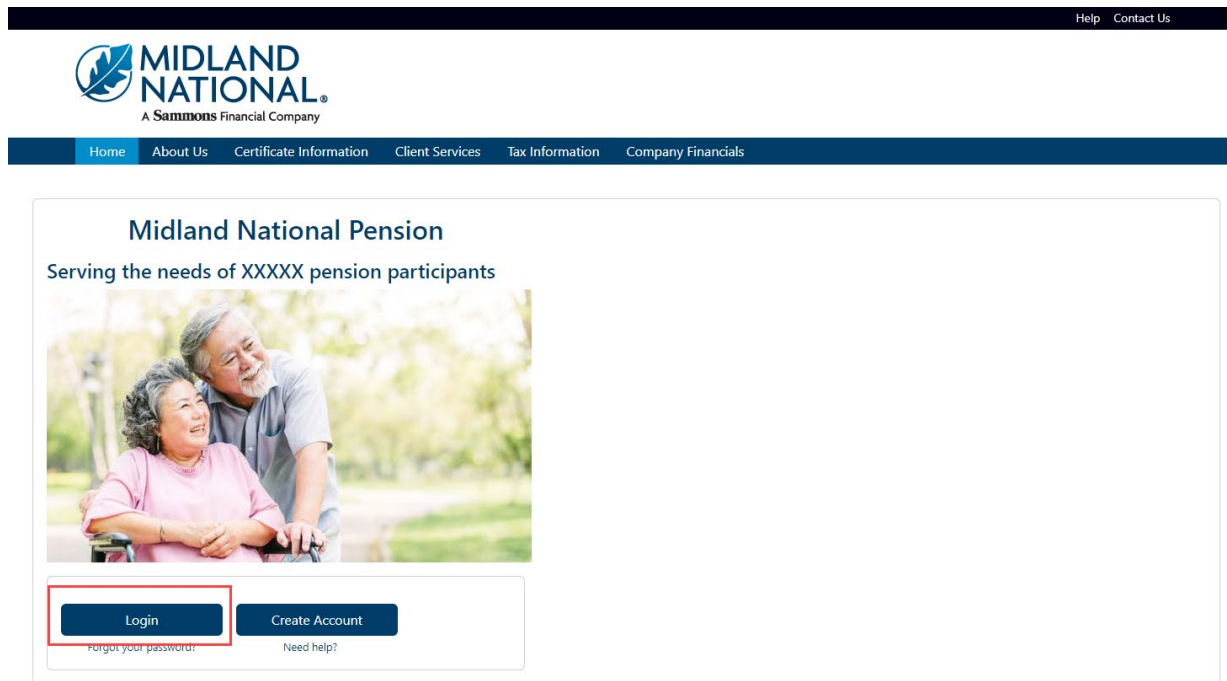 Help Contact Us
MIDLAND
NATIONAL®
A Sammons Financial Company
Home About Us Certificate Information Client Services Tax Information Company Financials
Midland National Pension
Serving the needs of XXXXX pension participants
Login Create Account
Forgot your password? Need help?